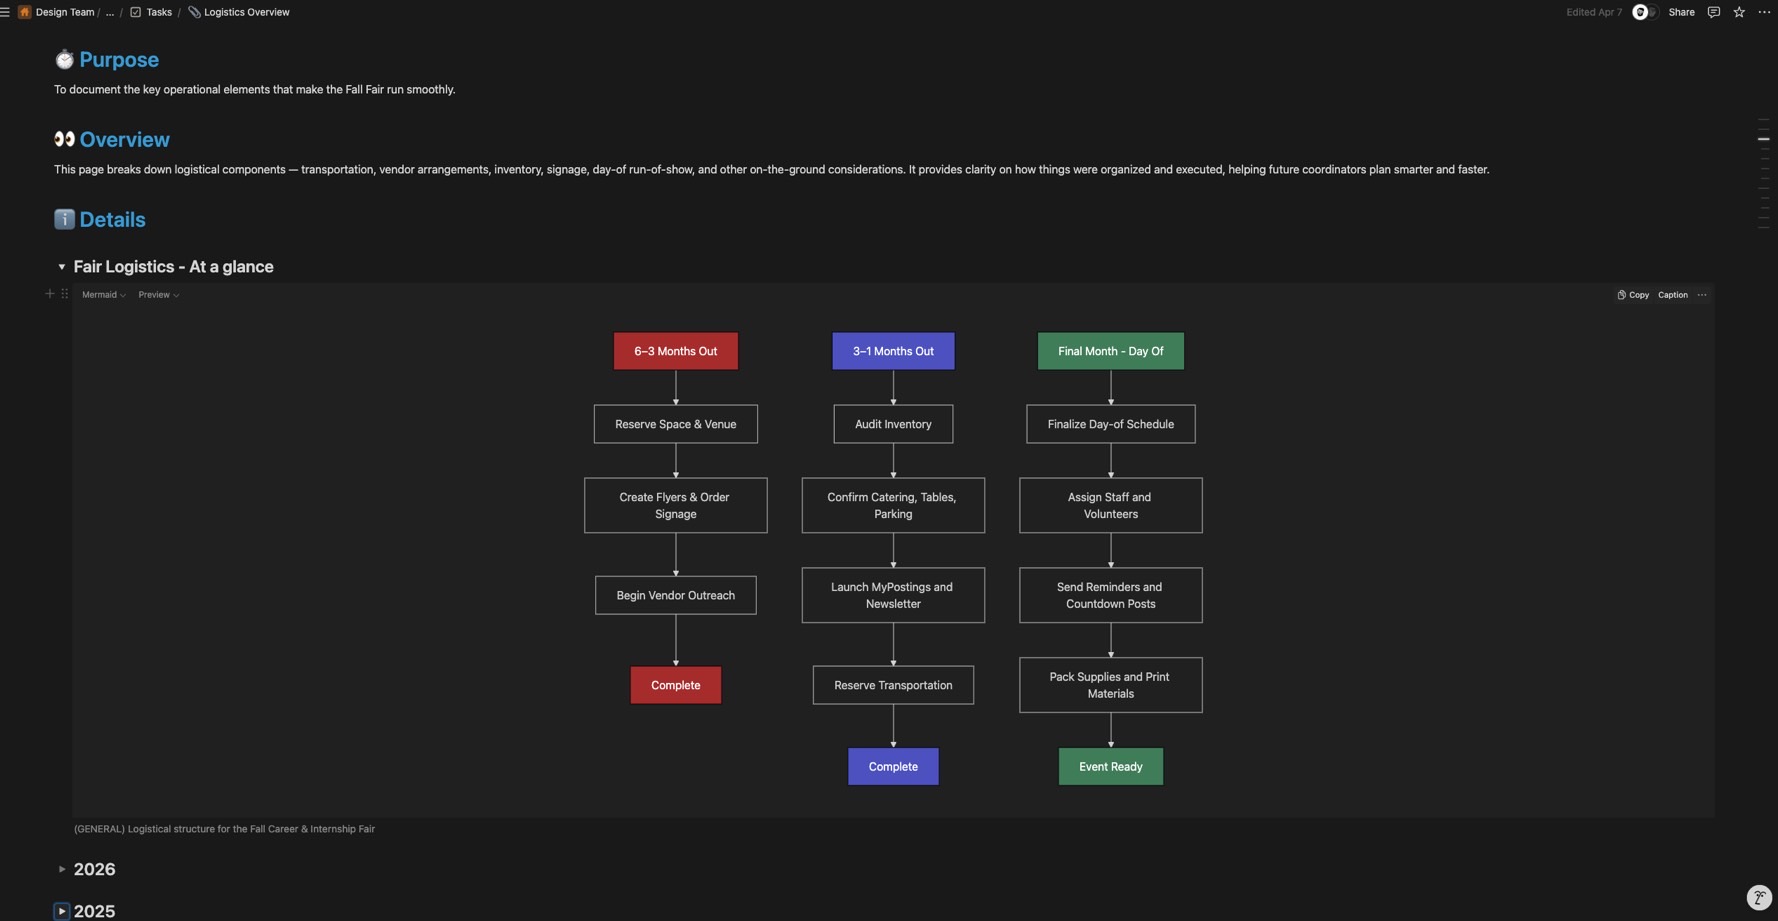 Design Team / ... / Tasks / Logistics Overview
Edited Apr 7
Share
Purpose
To document the key operational elements that make the Fall Fair run smoothly.
Overview
This page breaks down logistical components — transportation, vendor arrangements, inventory, signage, day-of run-of-show, and other on-the-ground considerations. It provides clarity on how things were organized and executed, helping future coordinators plan smarter and faster.
Details
Fair Logistics - At a glance
Mermaid
Preview
Copy
Caption
6–3 Months Out
Reserve Space & Venue
Create Flyers & Order
Signage
Begin Vendor Outreach
Complete
3–1 Months Out
Audit Inventory
Confirm Catering, Tables,
Parking
Launch MyPostings and
Newsletter
Reserve Transportation
Complete
Final Month - Day Of
Finalize Day-of Schedule
Assign Staff and
Volunteers
Send Reminders and
Countdown Posts
Pack Supplies and Print
Materials
Event Ready
(GENERAL) Logistical structure for the Fall Career & Internship Fair
2026
2025